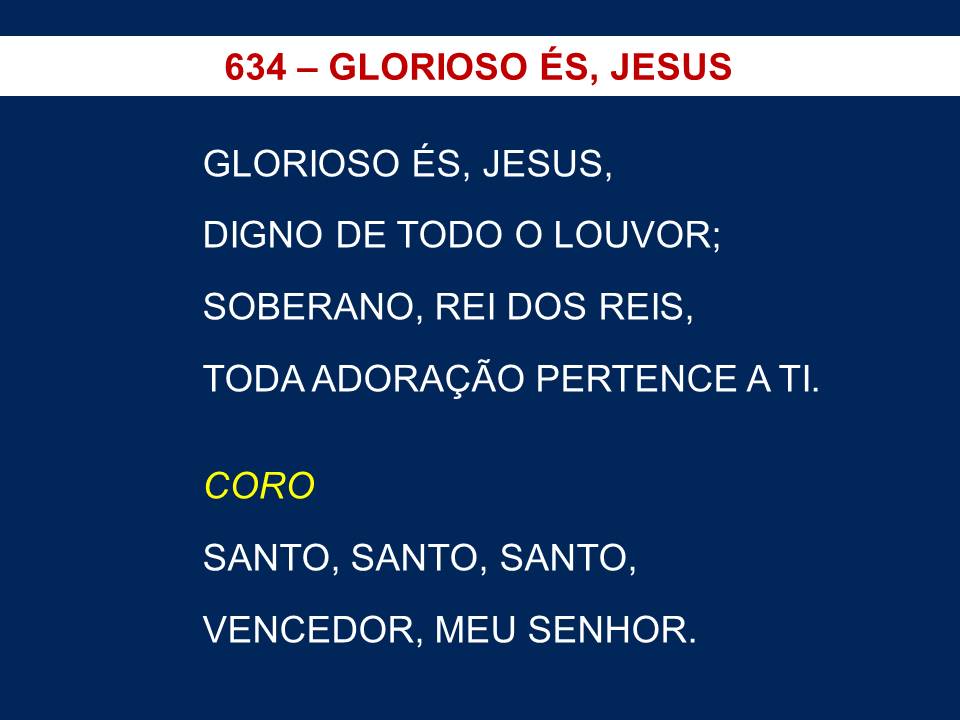 634 – GLORIOSO ÉS, JESUS
GLORIOSO ÉS, JESUS,
DIGNO DE TODO O LOUVOR;
SOBERANO, REI DOS REIS,
TODA ADORAÇÃO PERTENCE A TI.
CORO
SANTO, SANTO, SANTO,
VENCEDOR, MEU SENHOR.